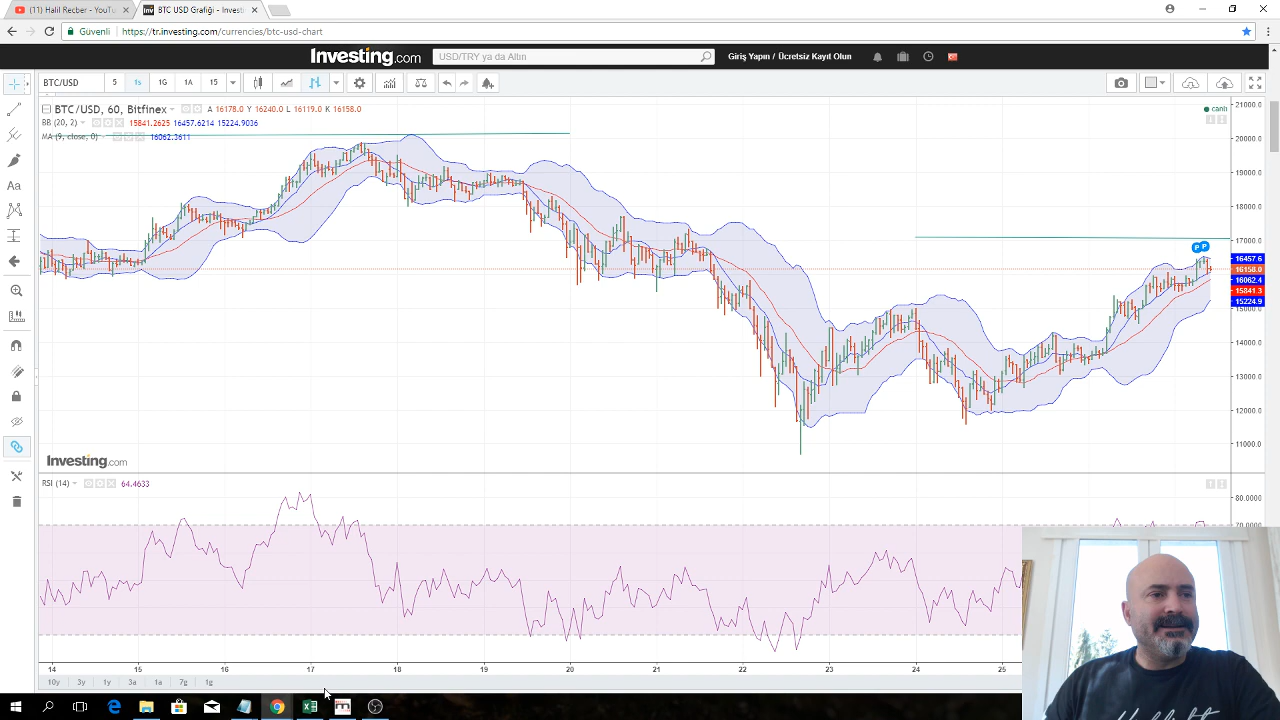 (11) Halil Recber - YouTu
BTC USD Grafiği - Investi
Güvenli
https://tr.investing.com/currencies/btc-usd-chart
Investing.com
USD/TRY ya da Altın
Giriş Yapın / Ücretsiz Kayıt Olun
BTC/USD
5
1s
1G
1H
1A
15
BTC/USD, 60, Bitfinex
A 16178.0 Y 16240.0 L 16119.0 K 16158.0
BB (20, 2)
15841.2625 16457.6214 15224.9036
MA (9, close, 0)
16062.3611
canlı
21000.0
20000.0
19000.0
18000.0
17000.0
16457.6
16158.0
16062.4
15841.3
15224.9
15000.0
14000.0
13000.0
12000.0
11000.0
P P
Investing.com
RSI (14)
64.4633
80.0000
70.0000
14 15 16 17 18 19 20 21 22 23 24 25
10y 3y 1y 3a 1a 7g 1g
Aa